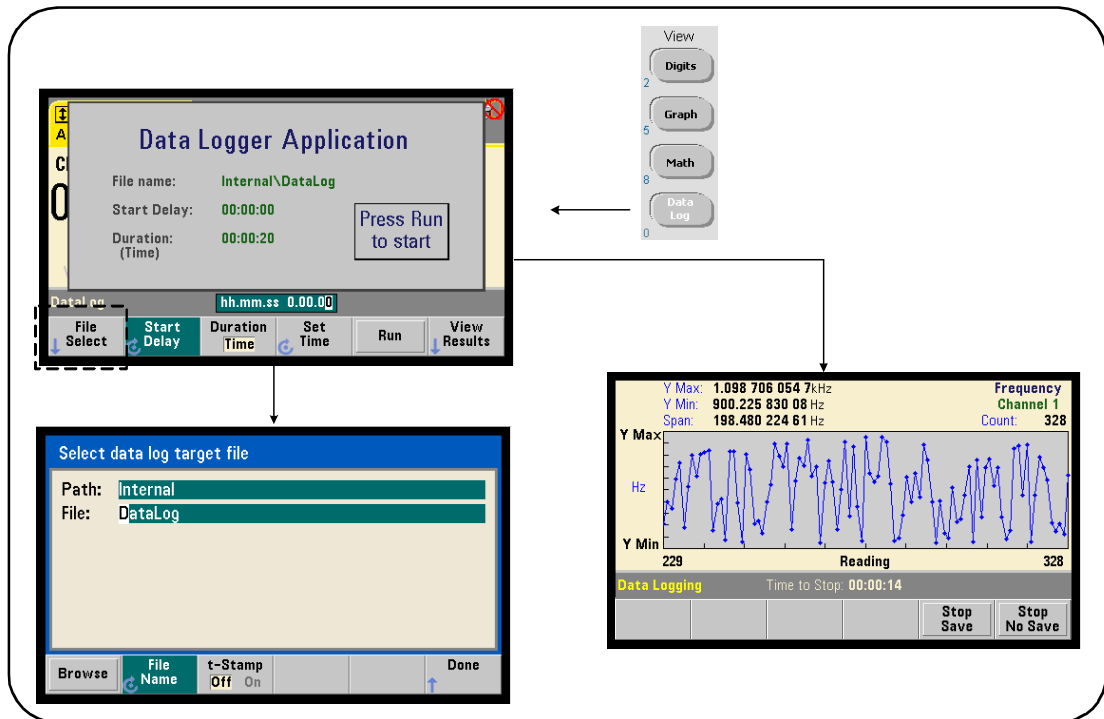 View
Digits
2
Graph
5
Math
8
Data
Log
0
A
Cl
0
Data Logger Application
File name: Internal\DataLog
Start Delay: 00:00:00
Duration: 00:00:20
(Time)
Press Run
to start
DataLog
hh.mm.ss 0.00.00
File
Select
Start
Delay
Duration
Time
Set
Time
Run
View
Results
Select data log target file
Path: Internal
File: DataLog
Browse
File
Name
t-Stamp
Off On
Done
Y Max: 1.098 706 054 7kHz
Y Min: 900.225 830 08 Hz
Span: 198.480 224 61 Hz
Frequency
Channel 1
Count: 328
Y Max
Hz
Y Min
229 Reading 328
Data Logging Time to Stop: 00:00:14
Stop
Save
Stop
No Save